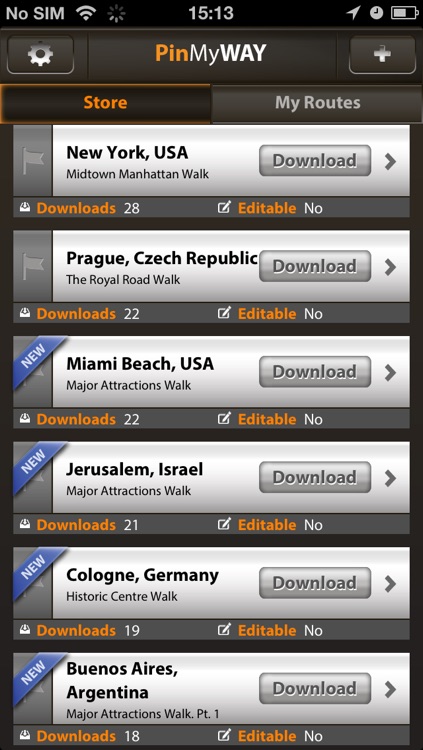 No SIM 15:13
PinMyWAY
Store My Routes
New York, USA
Midtown Manhattan Walk
Download
Downloads 28 Editable No
Prague, Czech Republic
The Royal Road Walk
Download
Downloads 22 Editable No
NEW
Miami Beach, USA
Major Attractions Walk
Download
Downloads 22 Editable No
NEW
Jerusalem, Israel
Major Attractions Walk
Download
Downloads 21 Editable No
NEW
Cologne, Germany
Historic Centre Walk
Download
Downloads 19 Editable No
NEW
Buenos Aires,
Argentina
Major Attractions Walk. Pt. 1
Download
Downloads 18 Editable No